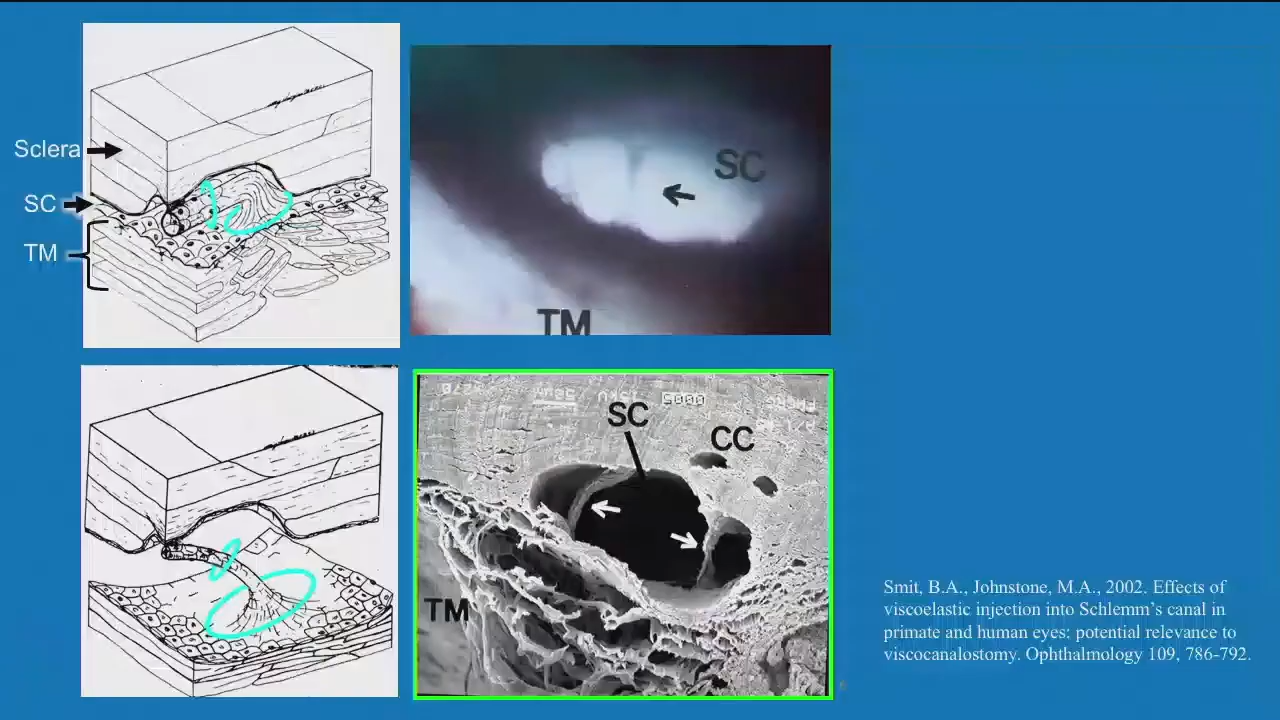 Sclera
SC
TM
SC
TM
SC
CC
TM
Smit, B.A., Johnstone, M.A., 2002. Effects of
viscoelastic injection into Schlemm's canal in
primate and human eyes: potential relevance to
viscocanalostomy. Ophthalmology 109, 786-792.